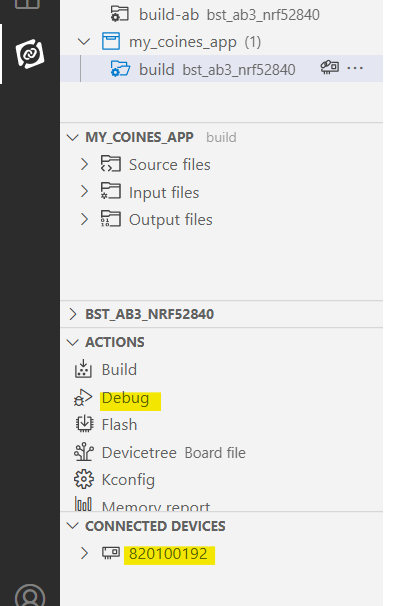 build-ab bst_ab3_nrf52840
my_coines_app (1)
build bst_ab3_nrf52840
MY_COINES_APP build
Source files
Input files
Output files
BST_AB3_NRF52840
ACTIONS
Build
Debug
Flash
Devicetree Board file
Kconfig
Memory report
CONNECTED DEVICES
820100192